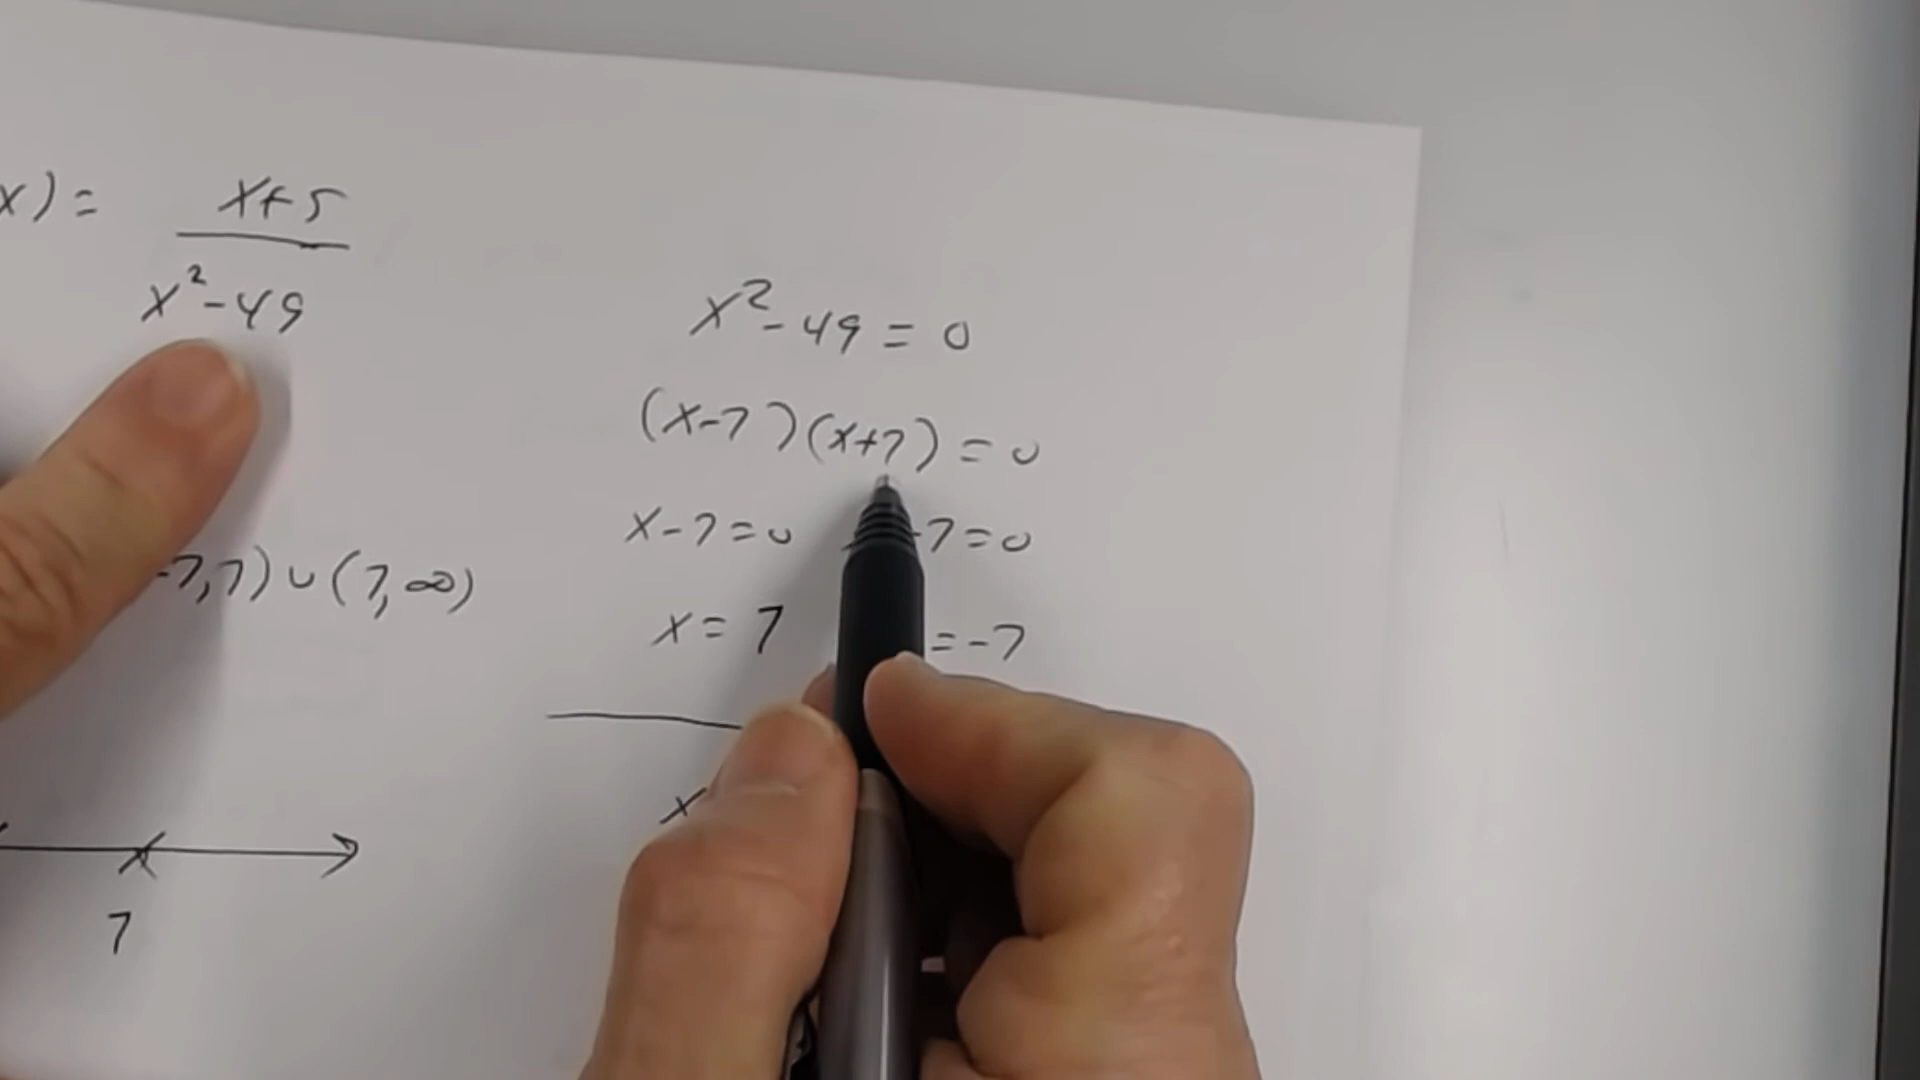 x) = x+5
x²-49
x²-49 = 0
(x-7)(x+7) = 0
x-7=0 -7=0
-7,7)∪(7,∞)
x = 7 =-7
x
7